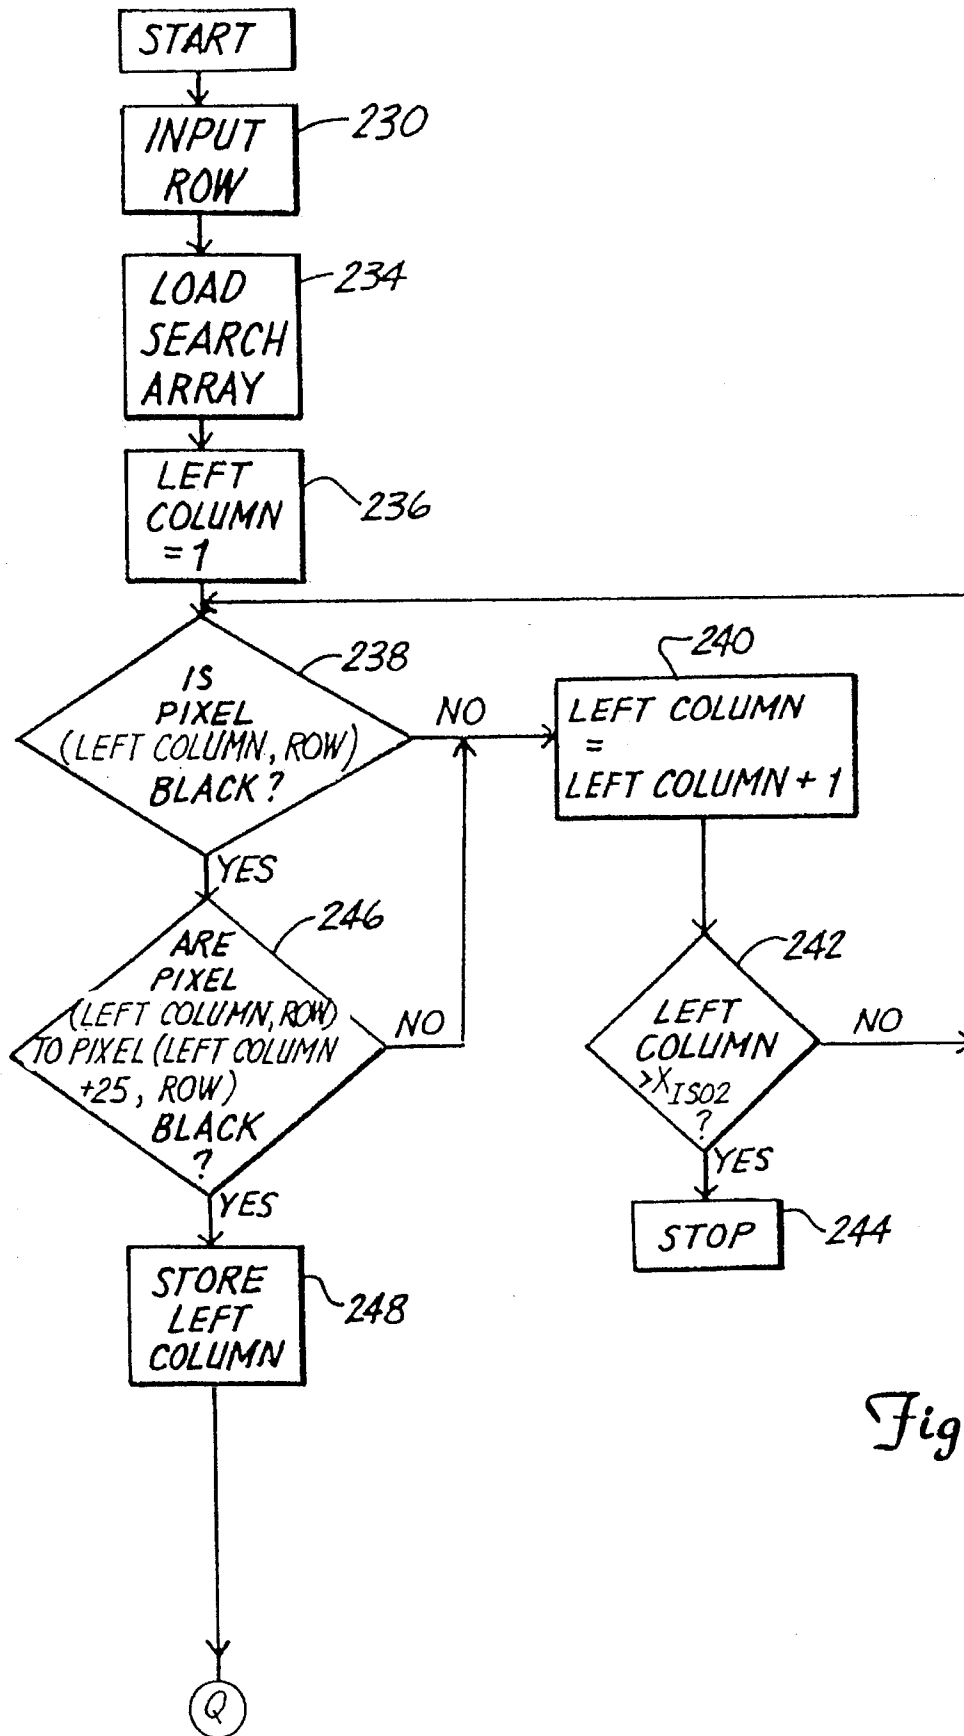 START
INPUT
ROW
230
LOAD
SEARCH
ARRAY
234
LEFT
COLUMN
= 1
236
IS
PIXEL
(LEFT COLUMN, ROW)
BLACK?
238
NO
YES
240
LEFT COLUMN
=
LEFT COLUMN + 1
ARE
PIXEL
(LEFT COLUMN, ROW)
TO PIXEL (LEFT COLUMN
+25, ROW)
BLACK
?
246
NO
YES
242
LEFT
COLUMN
>X_ISO2
?
NO
YES
STOP
244
STORE
LEFT
COLUMN
248
Fig
Q